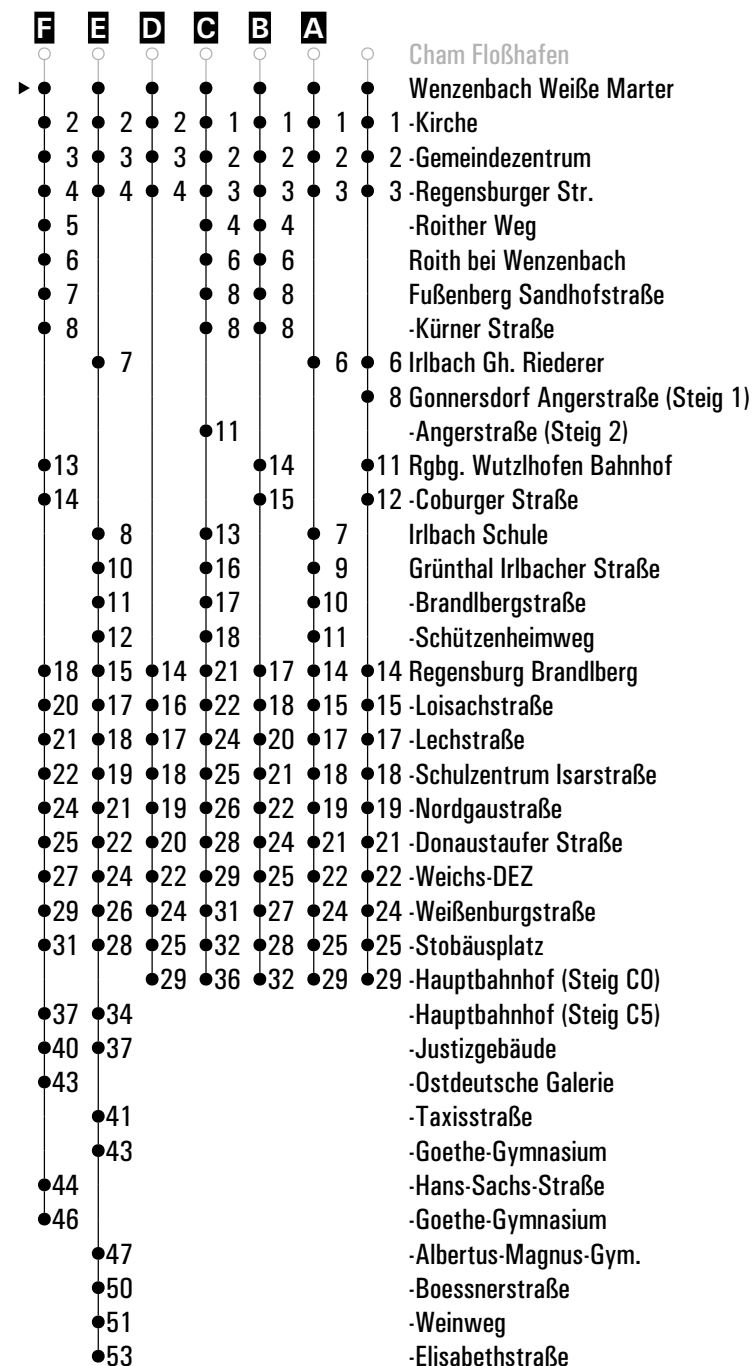 F E D C B A
Cham Floßhafen
Wenzenbach Weiße Marter
2 2 2 1 1 1 1 -Kirche
3 3 3 2 2 2 2 -Gemeindezentrum
4 4 4 3 3 3 3 -Regensburger Str.
5 4 4 -Roither Weg
6 6 6 Roith bei Wenzenbach
7 8 8 Fußenberg Sandhofstraße
8 8 8 -Kürner Straße
7 6 6 Irlbach Gh. Riederer
8 Gonnersdorf Angerstraße (Steig 1)
11 -Angerstraße (Steig 2)
13 14 11 Rgbg. Wutzlhofen Bahnhof
14 15 12 -Coburger Straße
8 13 7 Irlbach Schule
10 16 9 Grünthal Irlbacher Straße
11 17 10 -Brandlbergstraße
12 18 11 -Schützenheimweg
18 15 14 21 17 14 14 Regensburg Brandlberg
20 17 16 22 18 15 15 -Loisachstraße
21 18 17 24 20 17 17 -Lechstraße
22 19 18 25 21 18 18 -Schulzentrum Isarstraße
24 21 19 26 22 19 19 -Nordgaustraße
25 22 20 28 24 21 21 -Donaustaufer Straße
27 24 22 29 25 22 22 -Weichs-DEZ
29 26 24 31 27 24 24 -Weißenburgstraße
31 28 25 32 28 25 25 -Stobäusplatz
29 36 32 29 29 -Hauptbahnhof (Steig C0)
37 34 -Hauptbahnhof (Steig C5)
40 37 -Justizgebäude
43 -Ostdeutsche Galerie
41 -Taxisstraße
43 -Goethe-Gymnasium
44 -Hans-Sachs-Straße
46 -Goethe-Gymnasium
47 -Albertus-Magnus-Gym.
50 -Boessnerstraße
51 -Weinweg
53 -Elisabethstraße